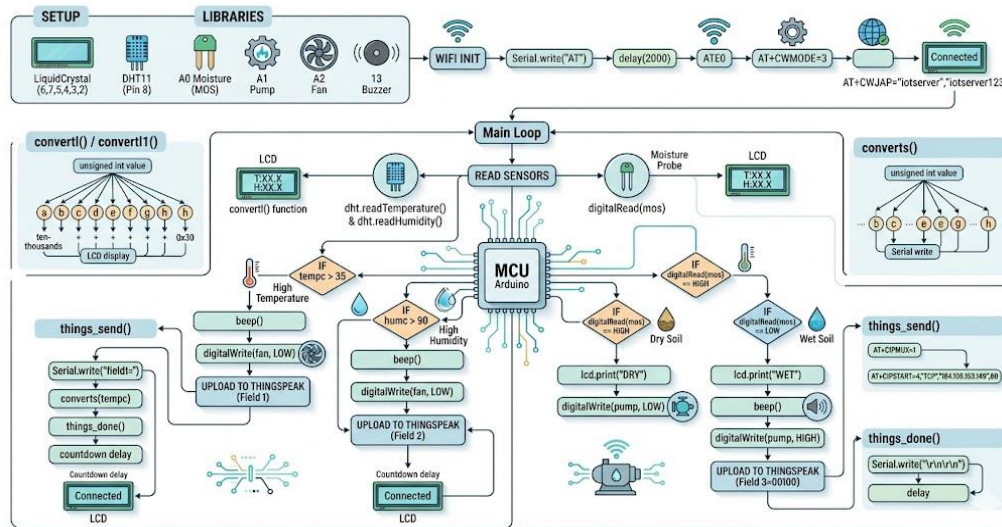 SETUP
LIBRARIES
LiquidCrystal
(6,7,5,4,3,2)
DHT11
(Pin 8)
A0 Moisture
(MOS)
A1
Pump
A2
Fan
13
Buzzer
WIFI INIT
Serial.write("AT")
delay(2000)
ATE0
AT+CWMODE=3
Connected
AT+CWJAP="iotserver","iotserver123
Main Loop
convertl() / convertl1()
unsigned int value
a
b
c
d
e
f
g
h
h
ten-
thousands
0x30
LCD display
LCD
T:XX.X
H:XX.X
convertl() function
dht.readTemperature()
& dht.readHumidity()
READ SENSORS
Moisture
Probe
digitalRead(mos)
LCD
T:XX.X
H:XX.X
converts()
unsigned int value
b
c
e
e
g
h
Serial write
MCU
Arduino
IF
tempc > 35
High
Temperature
beep()
digitalWrite(fan, LOW)
UPLOAD TO THINGSPEAK
(Field 1)
IF
humc > 90
High
Humidity
beep()
digitalWrite(fan, LOW)
UPLOAD TO THINGSPEAK
(Field 2)
Countdown delay
Connected
LCD
IF
digitalRead(mos)
== HIGH
IF
digitalRead(mos)
== HIGH
Dry Soil
lcd.print("DRY")
digitalWrite(pump, LOW)
IF
digitalRead(mos)
== LOW
Wet Soil
lcd.print("WET")
beep()
digitalWrite(pump, HIGH)
UPLOAD TO THINGSPEAK
(Field 3=00100)
things_send()
Serial.write("field1=")
converts(tempc)
things_done()
countdown delay
Countdown delay
Connected
LCD
things_send()
AT+CIPMUX=1
AT+CIPSTART=4,"TCP","184.106.153.149",80
things_done()
Serial.write("\r\n\r\n")
delay